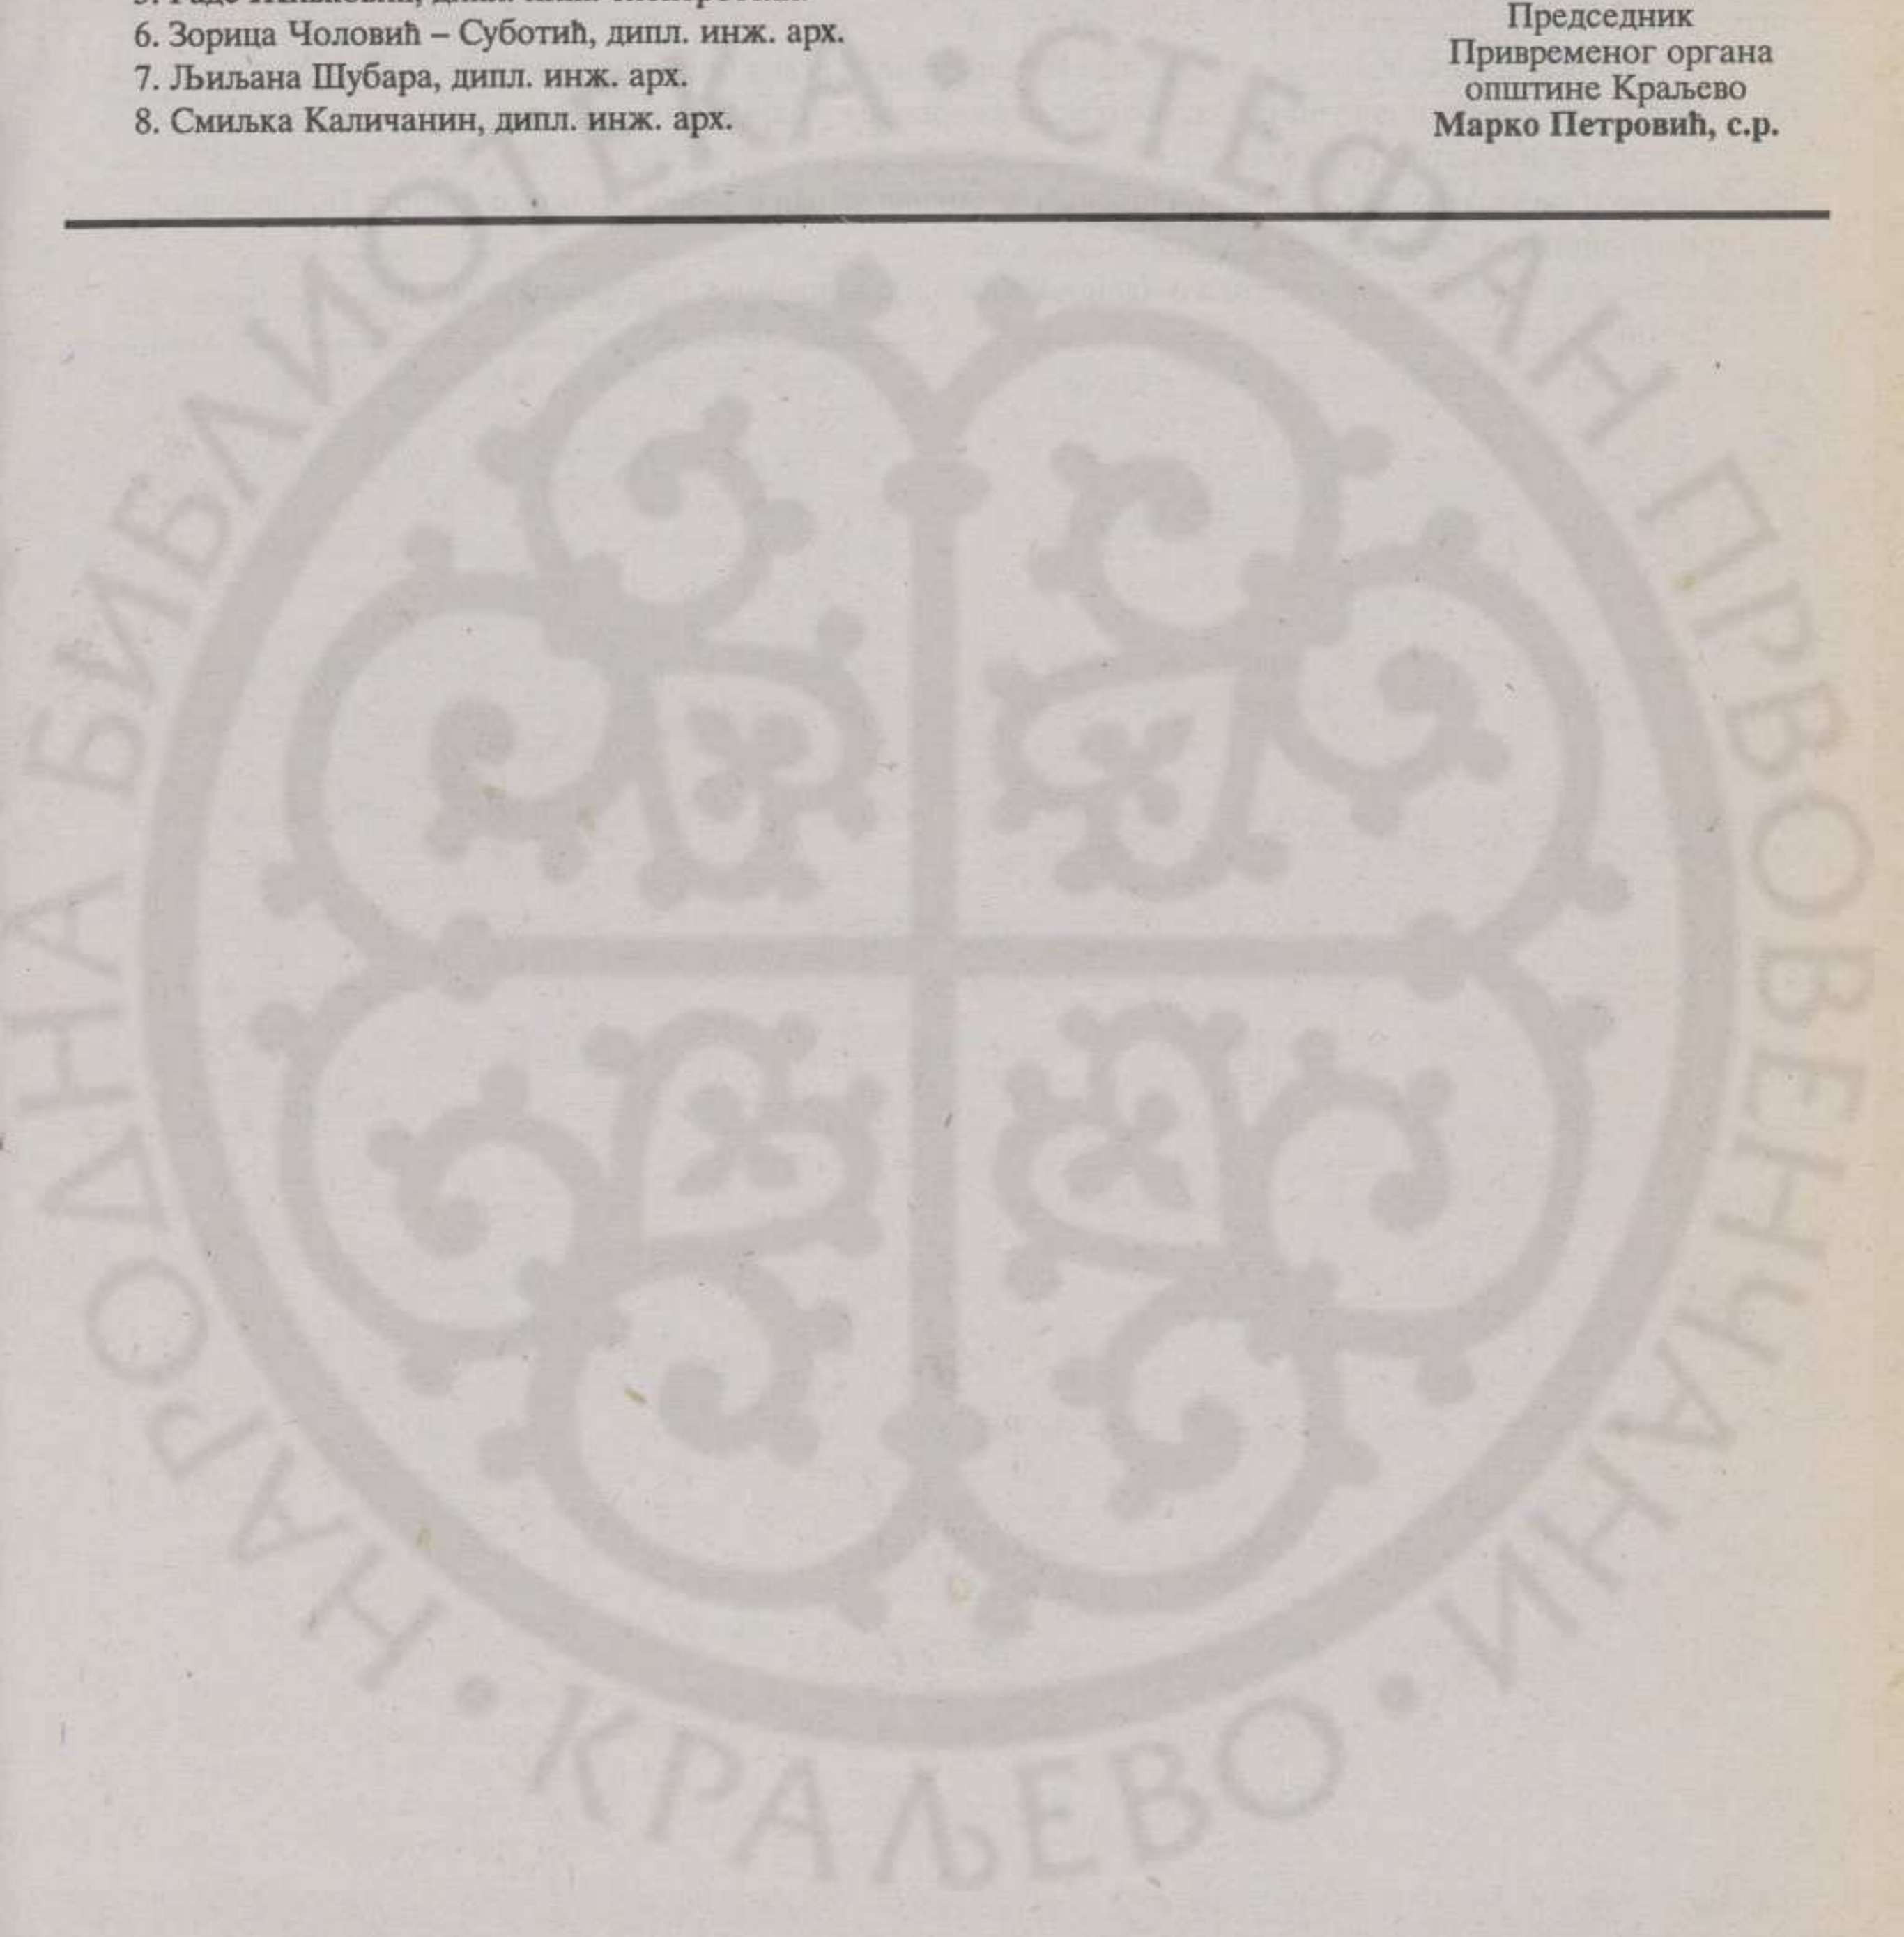 6. Зорица Чоловић – Суботић, дипл. инж. арх.
7. Љиљана Шубара, дипл. инж. арх.
8. Смиљка Каличанин, дипл. инж. арх.
Председник
Привременог органа
општине Краљево
Марко Петровић, с.р.
НАРОДНА БИБЛИОТЕКА • СТЕФАН ПРВОВЕНЧАНИ • КРАЉЕВО •